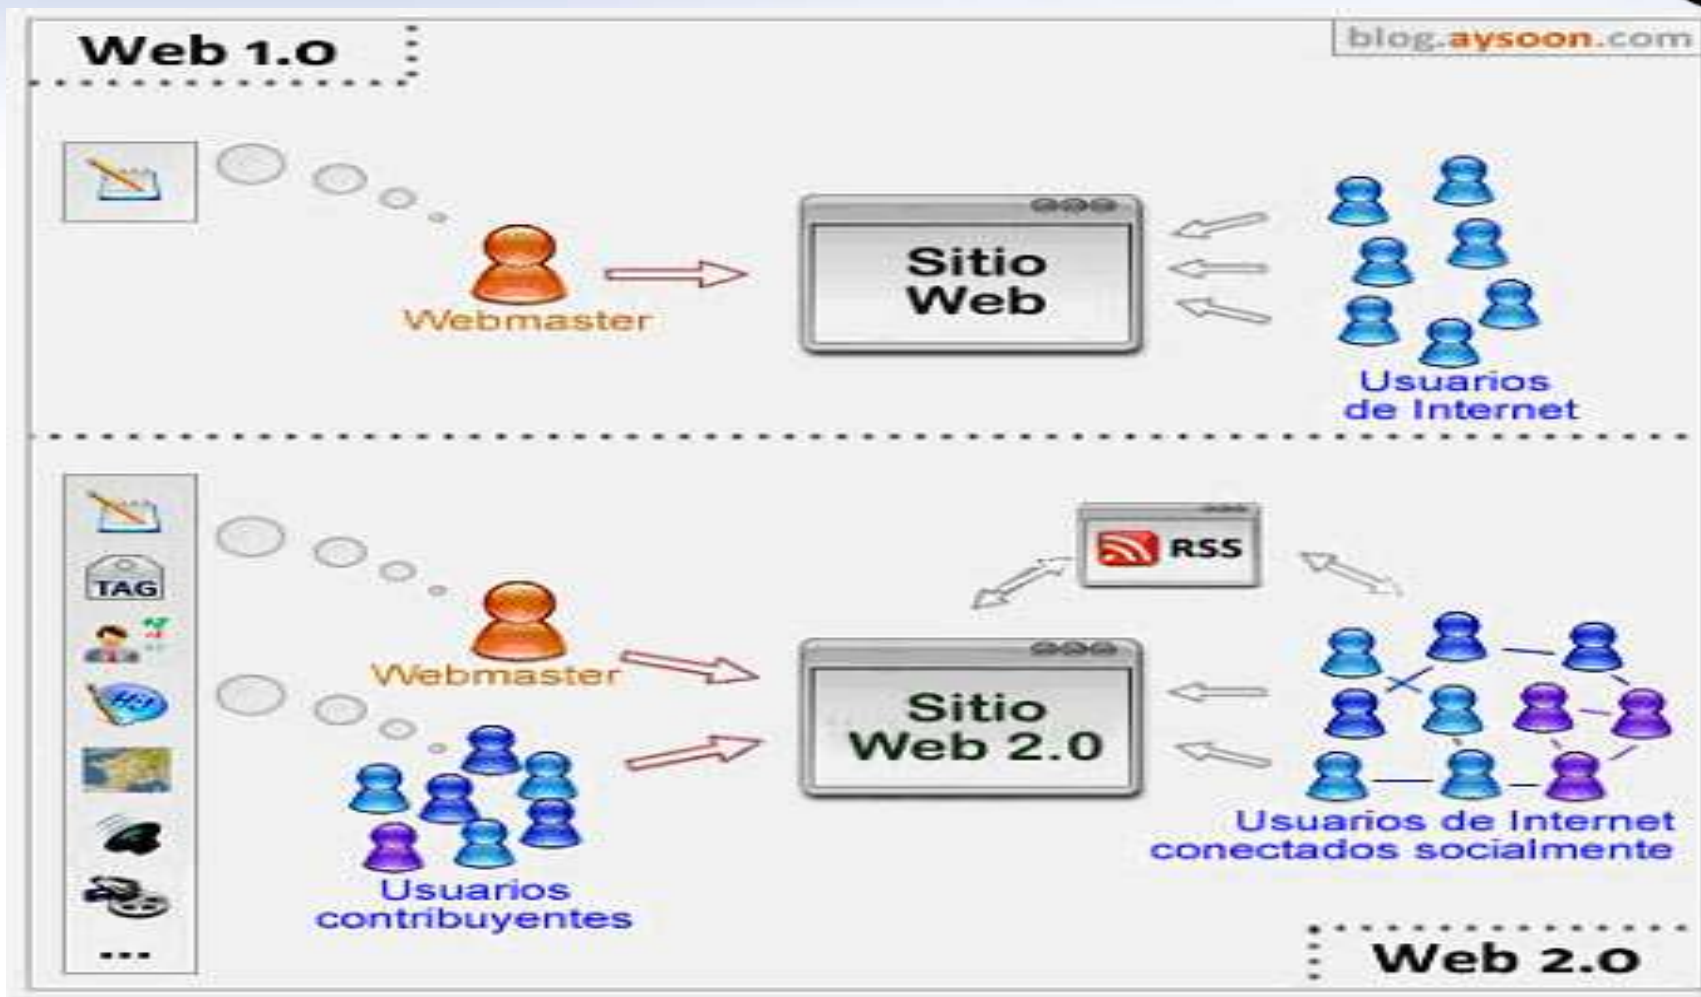 Web 1.0
blog.aysoon.com
Sitio
Web
Webmaster
Usuarios
de Internet
TAG
RSS
Webmaster
Sitio
Web 2.0
Usuarios
contribuyentes
Usuarios de Internet
conectados socialmente
...
Web 2.0